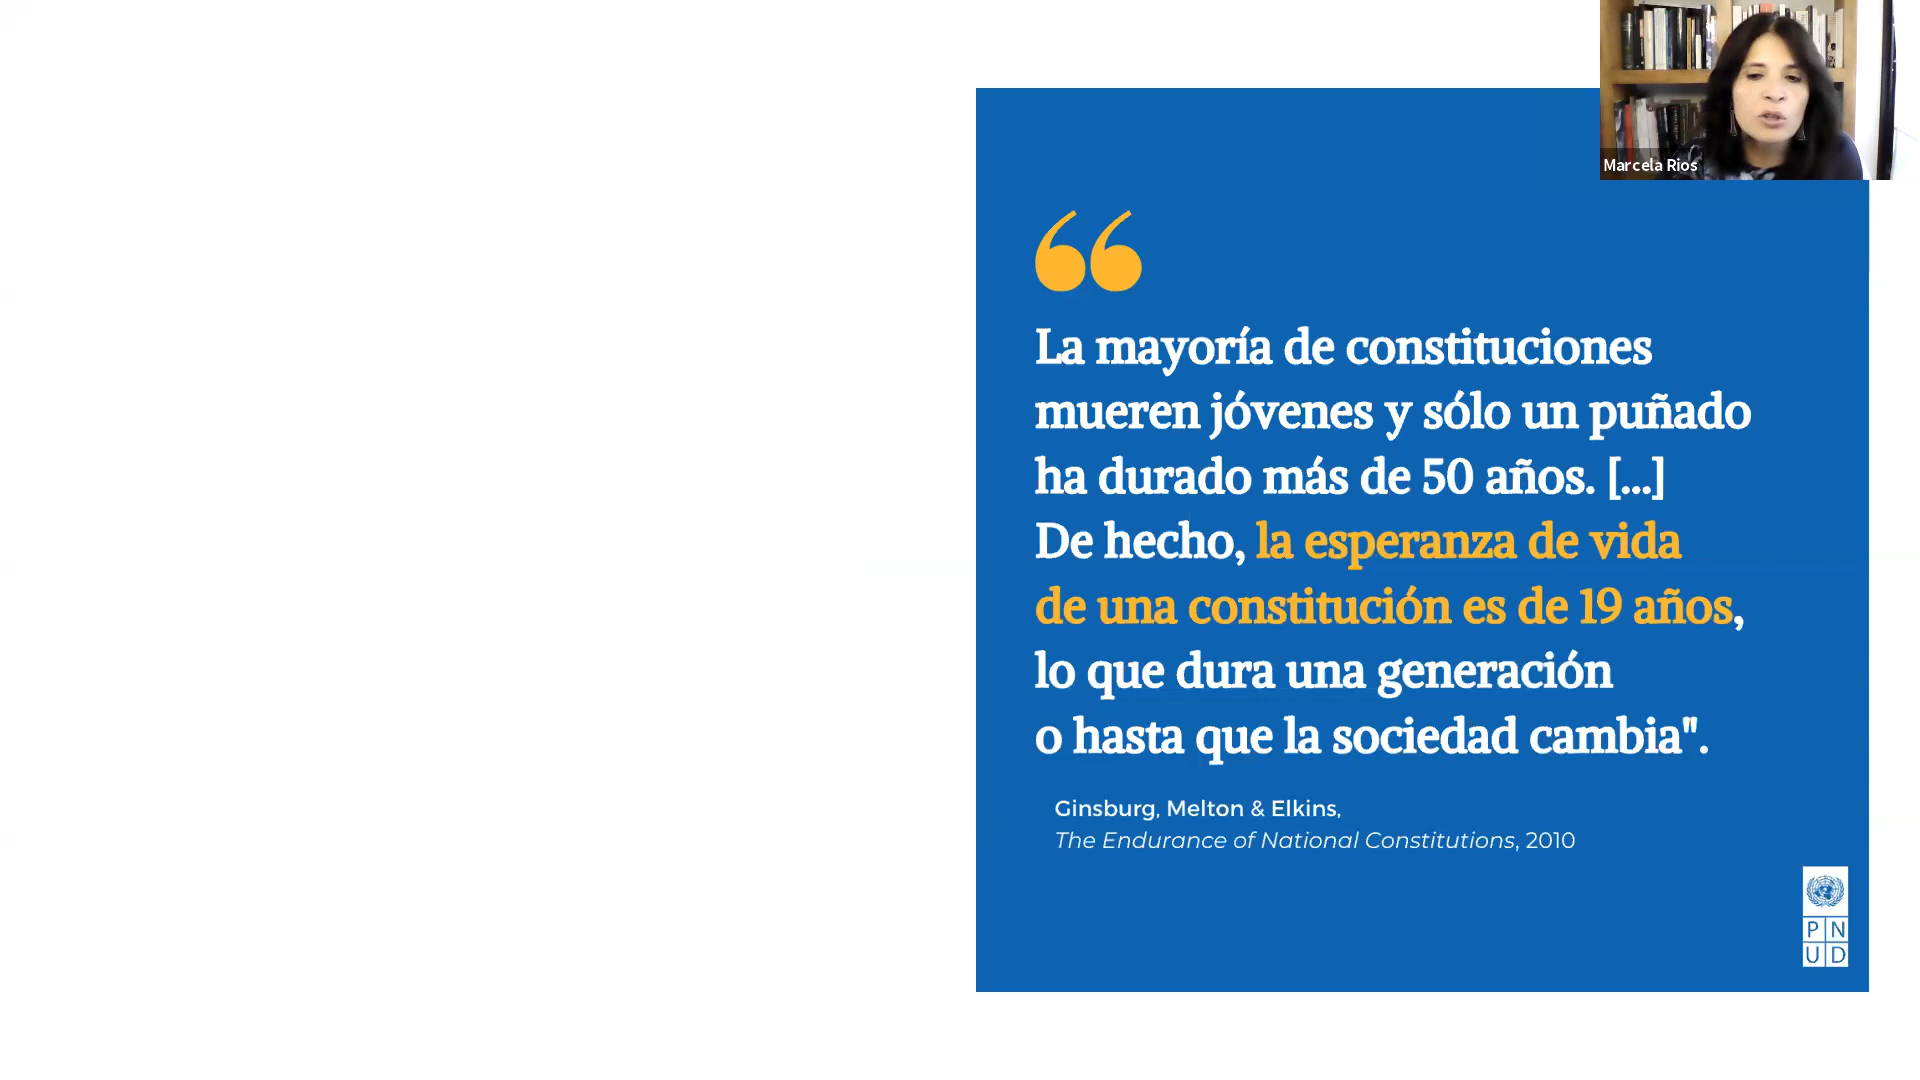 Marcela Rios
La mayoría de constituciones
mueren jóvenes y sólo un puñado
ha durado más de 50 años. [...]
De hecho, la esperanza de vida
de una constitución es de 19 años,
lo que dura una generación
o hasta que la sociedad cambia".
Ginsburg, Melton & Elkins,
The Endurance of National Constitutions, 2010
P N
U D